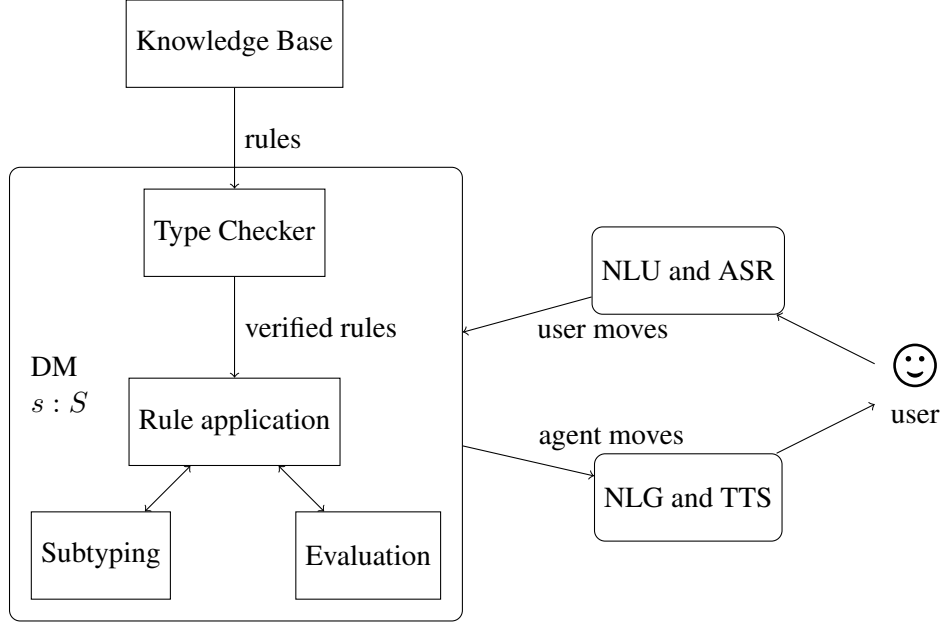 Knowledge Base
rules
Type Checker
NLU and ASR
verified rules
user moves
DM
s : S
Rule application
user
agent moves
NLG and TTS
Subtyping
Evaluation